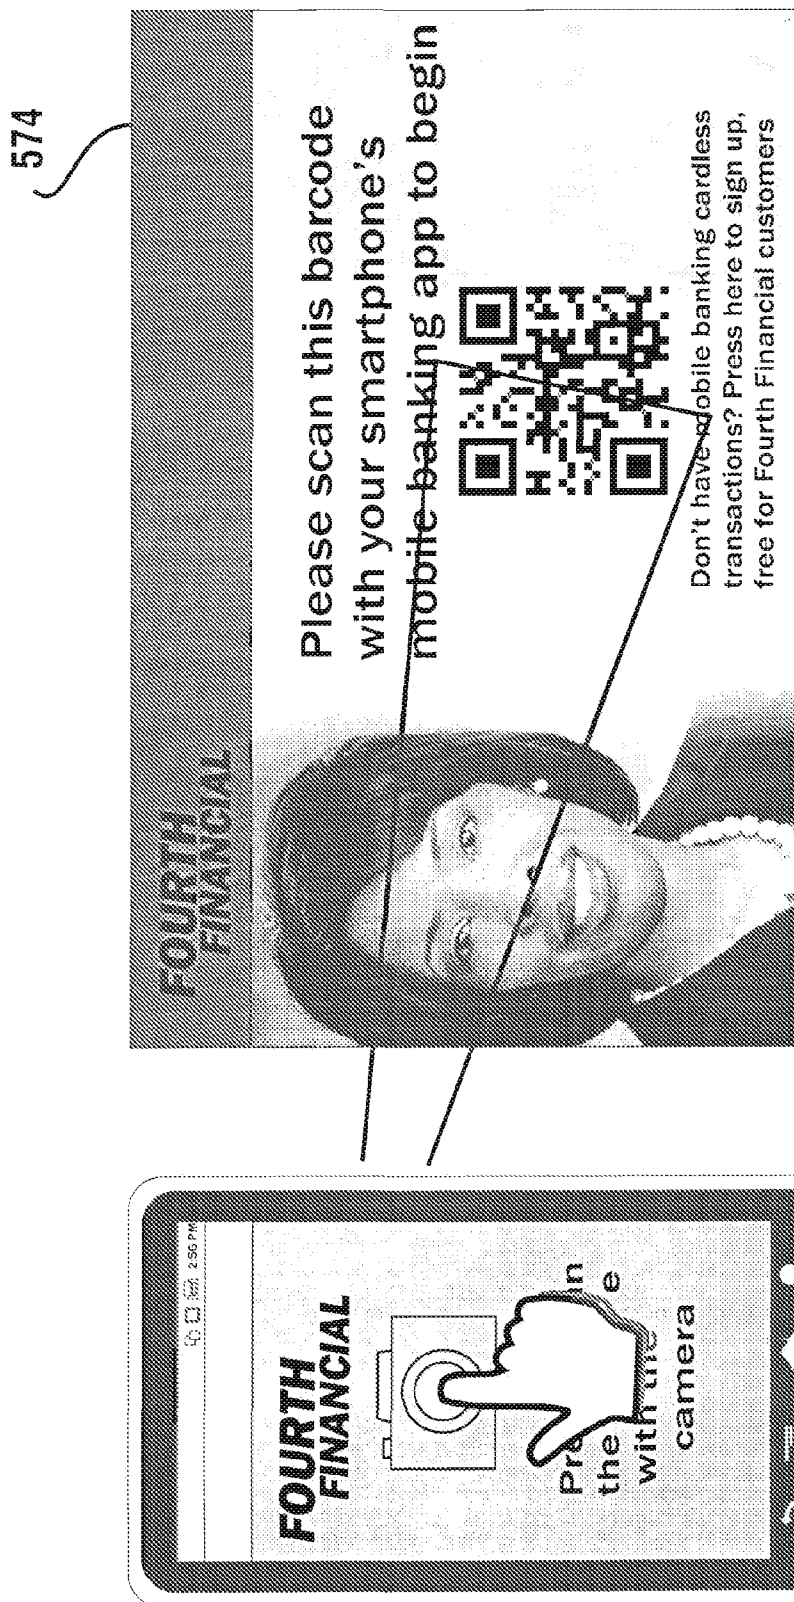 574
FOURTH
FINANCIAL
Please scan this barcode
with your smartphone's
mobile banking app to begin
Don't have mobile banking cardless
transactions? Press here to sign up,
free for Fourth Financial customers
2:56 PM
FOURTH
FINANCIAL
the
with the
camera